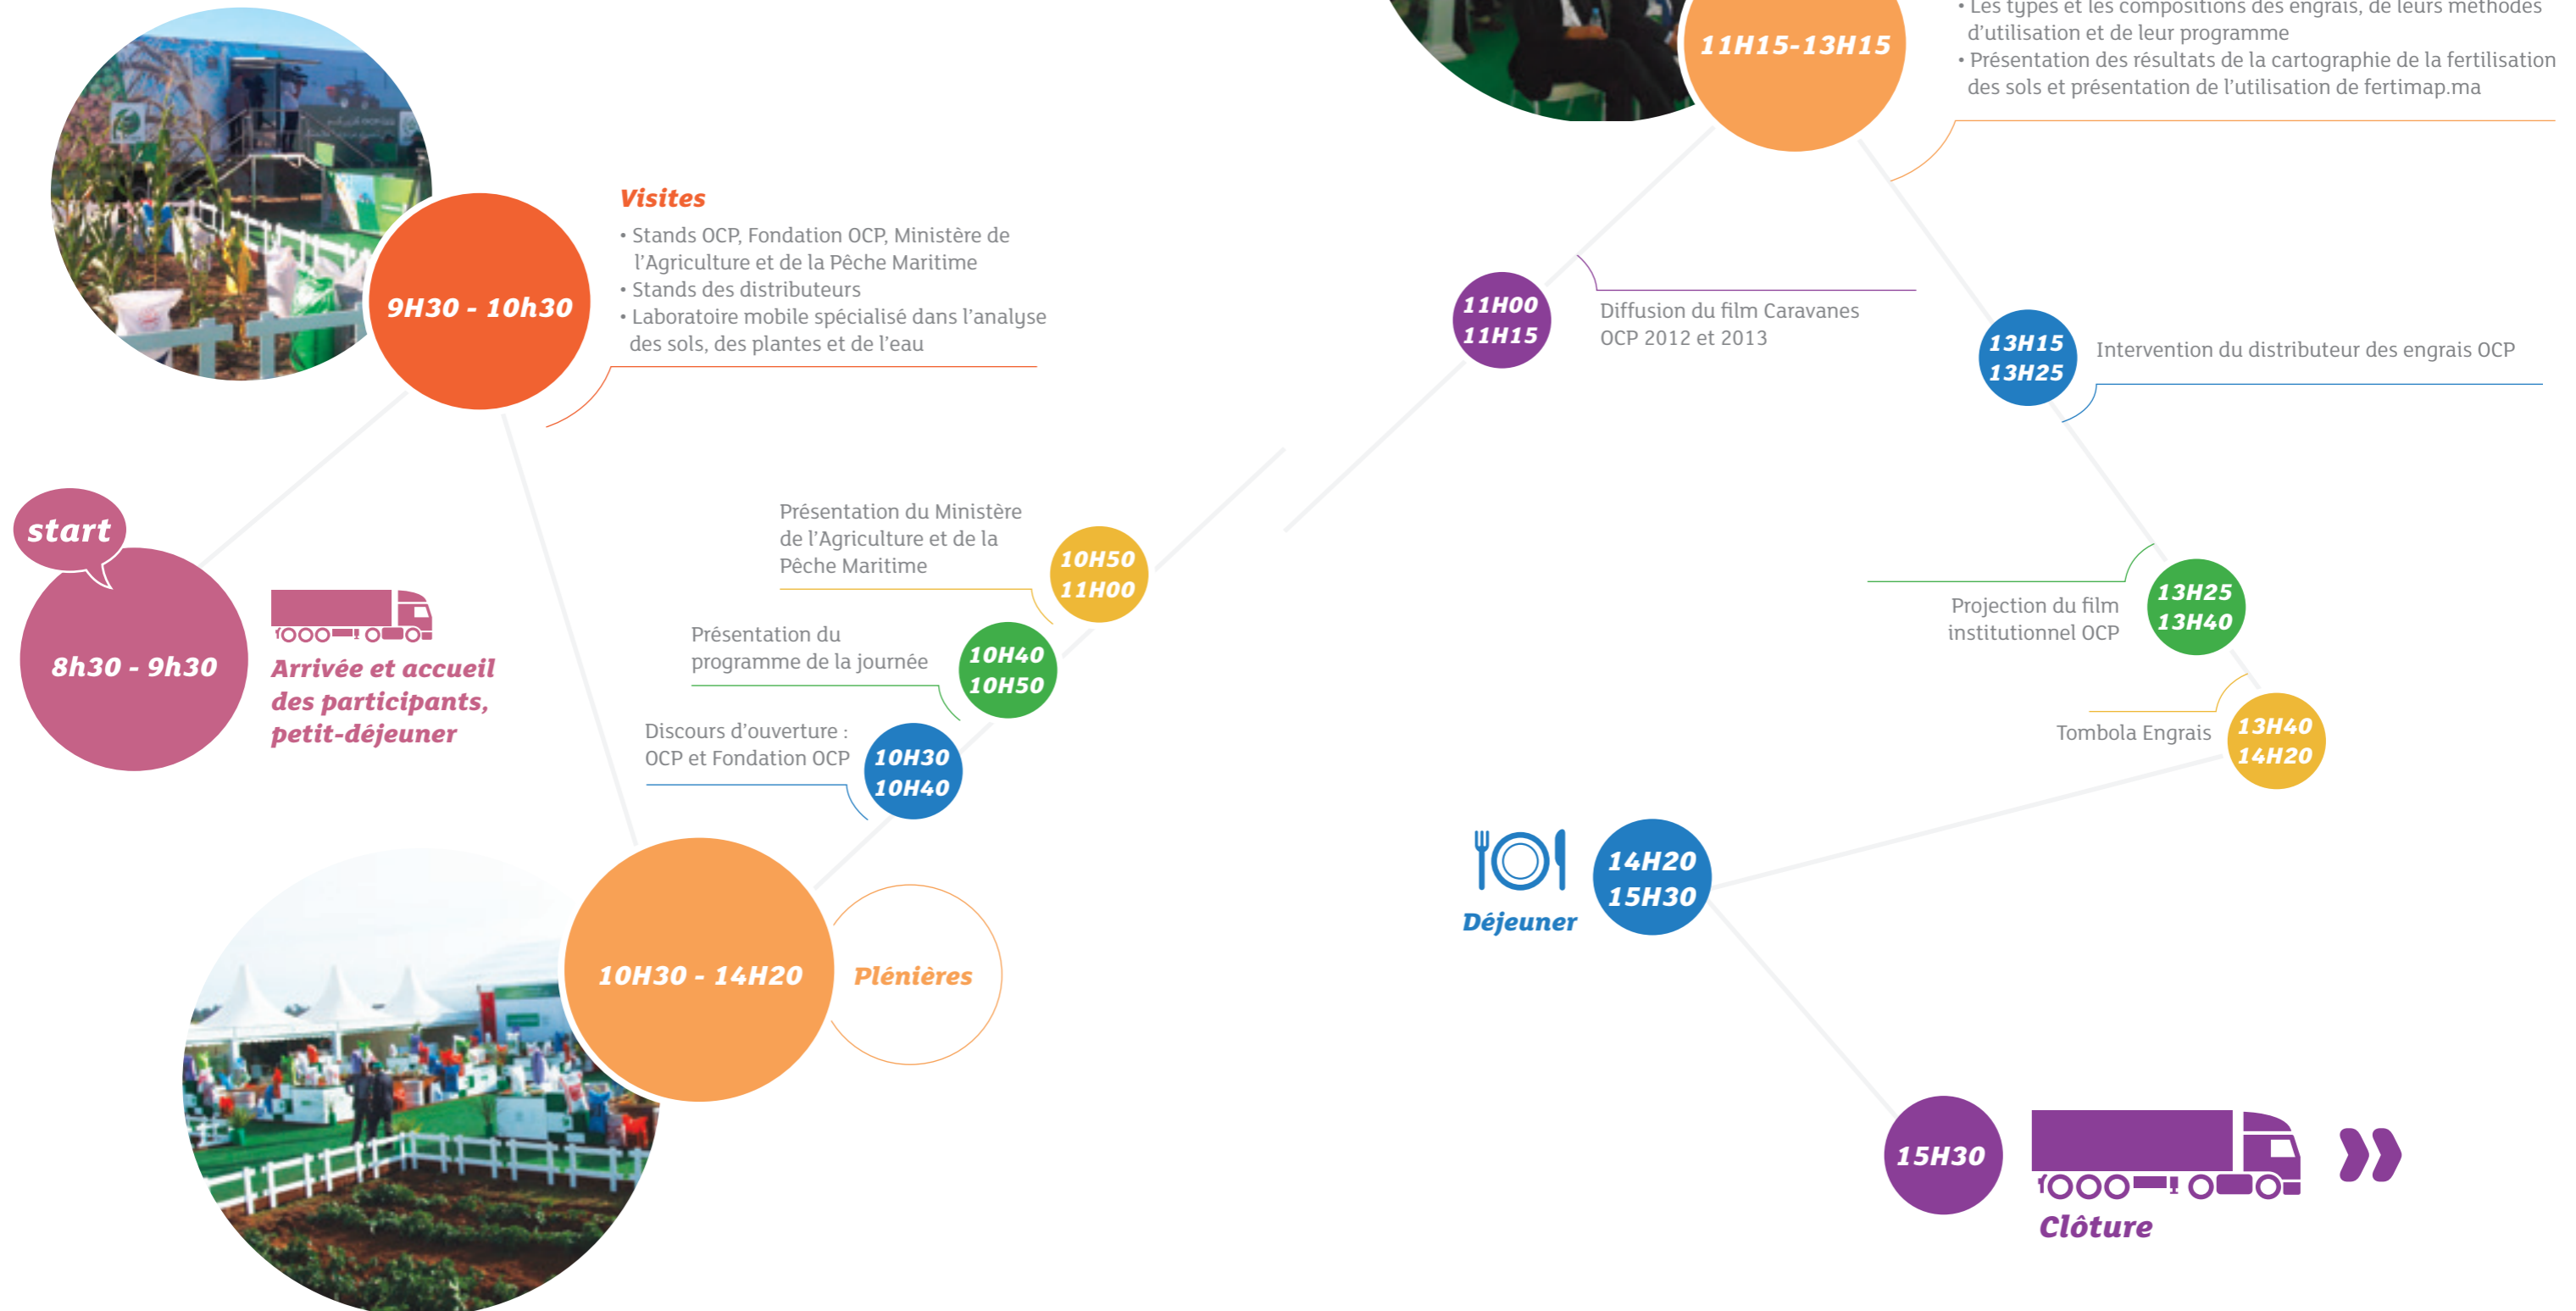 start
8h30 - 9h30
Arrivée et accueil
des participants,
petit-déjeuner
9H30 - 10h30
Visites
• Stands OCP, Fondation OCP, Ministère de
l’Agriculture et de la Pêche Maritime
• Stands des distributeurs
• Laboratoire mobile spécialisé dans l’analyse
des sols, des plantes et de l’eau
10H30 - 14H20
Plénières
Discours d’ouverture :
OCP et Fondation OCP
10H30
10H40
Présentation du
programme de la journée
10H40
10H50
Présentation du Ministère
de l’Agriculture et de la
Pêche Maritime
10H50
11H00
11H00
11H15
Diffusion du film Caravanes
OCP 2012 et 2013
11H15-13H15
• Les types et les compositions des engrais, de leurs méthodes
d’utilisation et de leur programme
• Présentation des résultats de la cartographie de la fertilisation
des sols et présentation de l’utilisation de fertimap.ma
13H15
13H25
Intervention du distributeur des engrais OCP
Projection du film
institutionnel OCP
13H25
13H40
Tombola Engrais
13H40
14H20
Déjeuner
14H20
15H30
15H30
Clôture